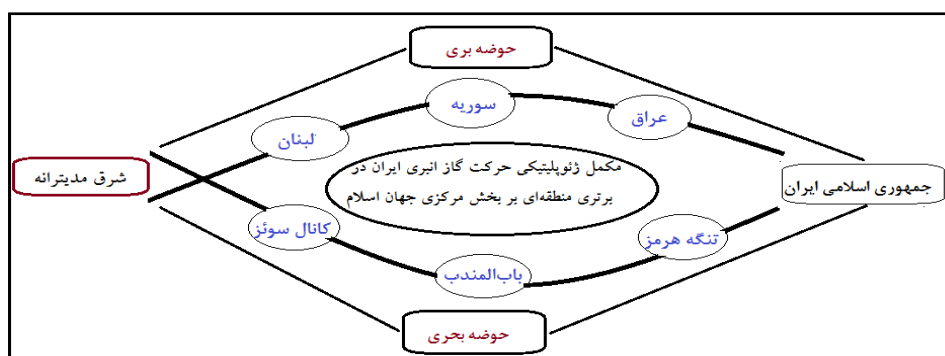 حوضه بری
سوریه
عراق
لبنان
شرق مدیترانه
مکمل ژئوپلیتیکی حرکت گاز انبری ایران در
برتری منطقه‌ای بر بخش مرکزی جهان اسلام
جمهوری اسلامی ایران
کانال سوئز
تنگه هرمز
باب‌المندب
حوضه بحری